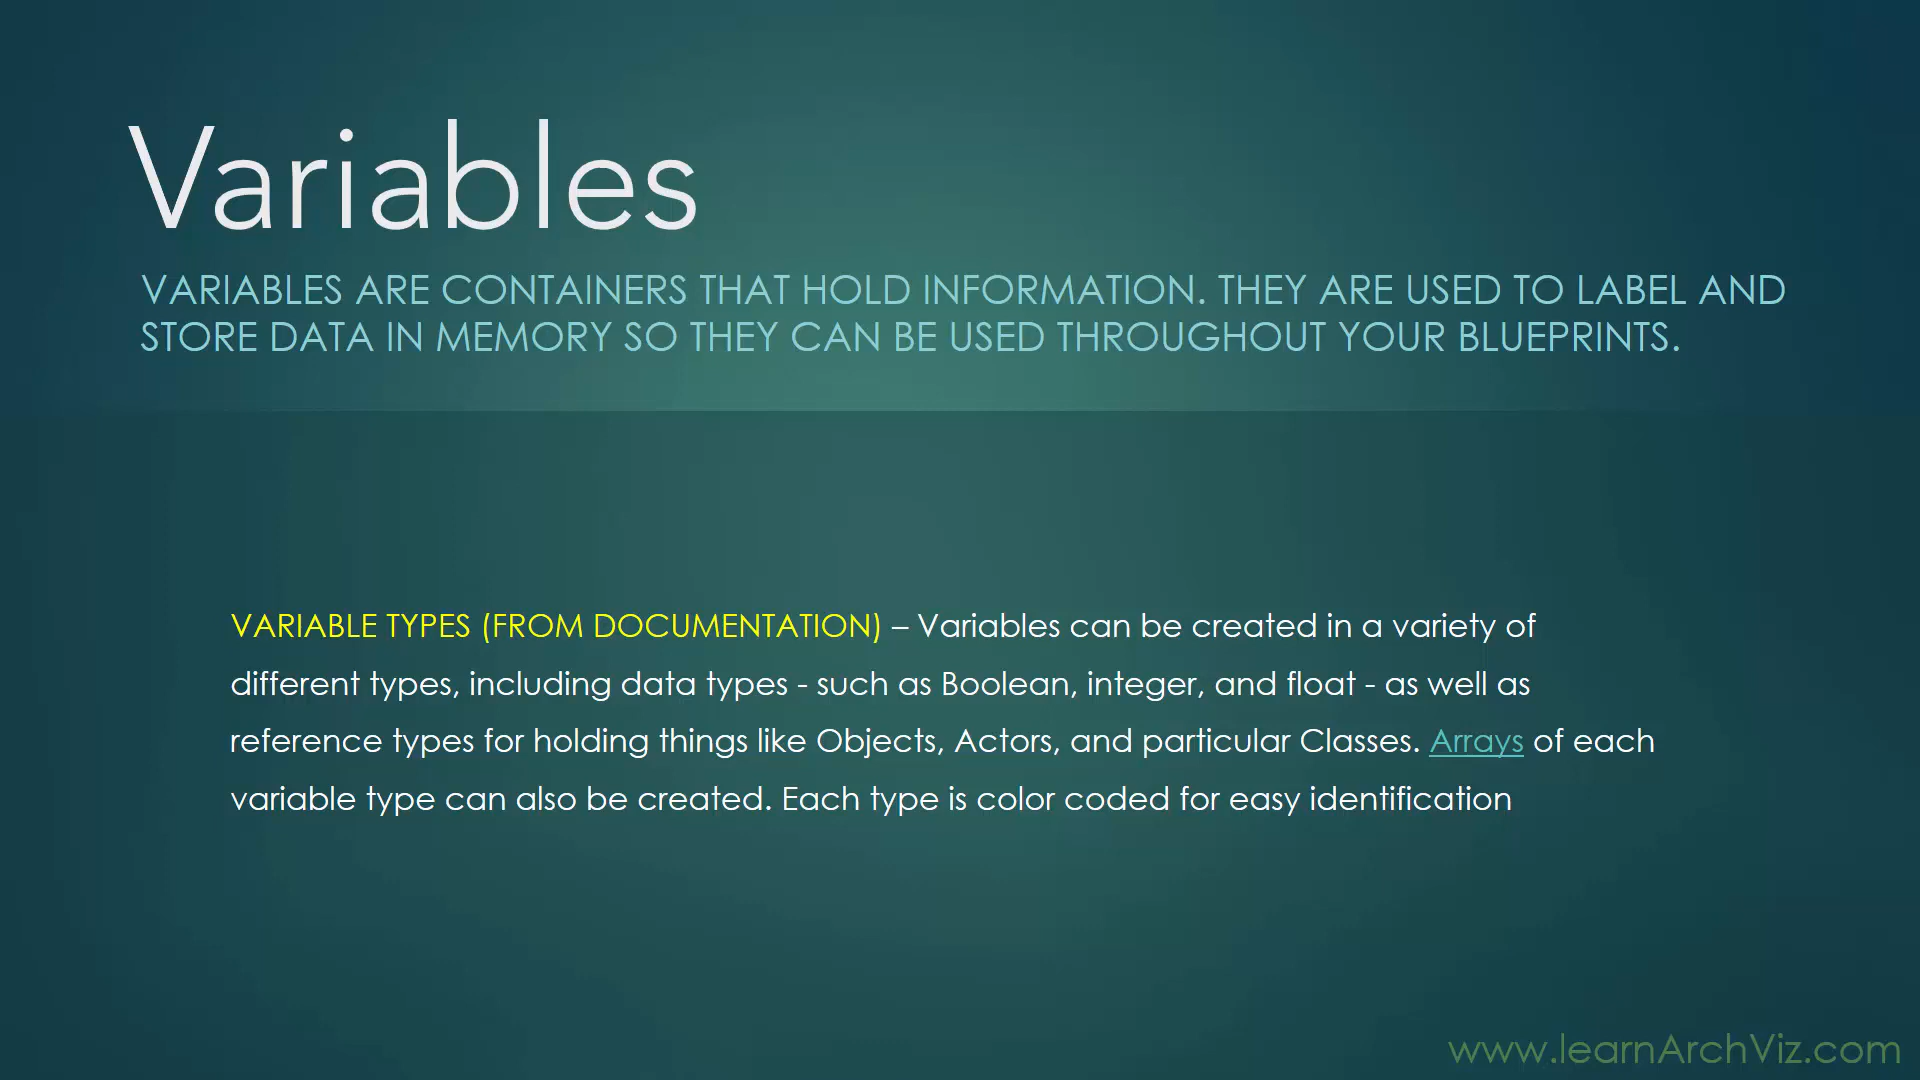 Variables
VARIABLES ARE CONTAINERS THAT HOLD INFORMATION. THEY ARE USED TO LABEL AND
STORE DATA IN MEMORY SO THEY CAN BE USED THROUGHOUT YOUR BLUEPRINTS.
VARIABLE TYPES (FROM DOCUMENTATION) – Variables can be created in a variety of
different types, including data types - such as Boolean, integer, and float - as well as
reference types for holding things like Objects, Actors, and particular Classes. Arrays of each
variable type can also be created. Each type is color coded for easy identification
www.learnArchViz.com